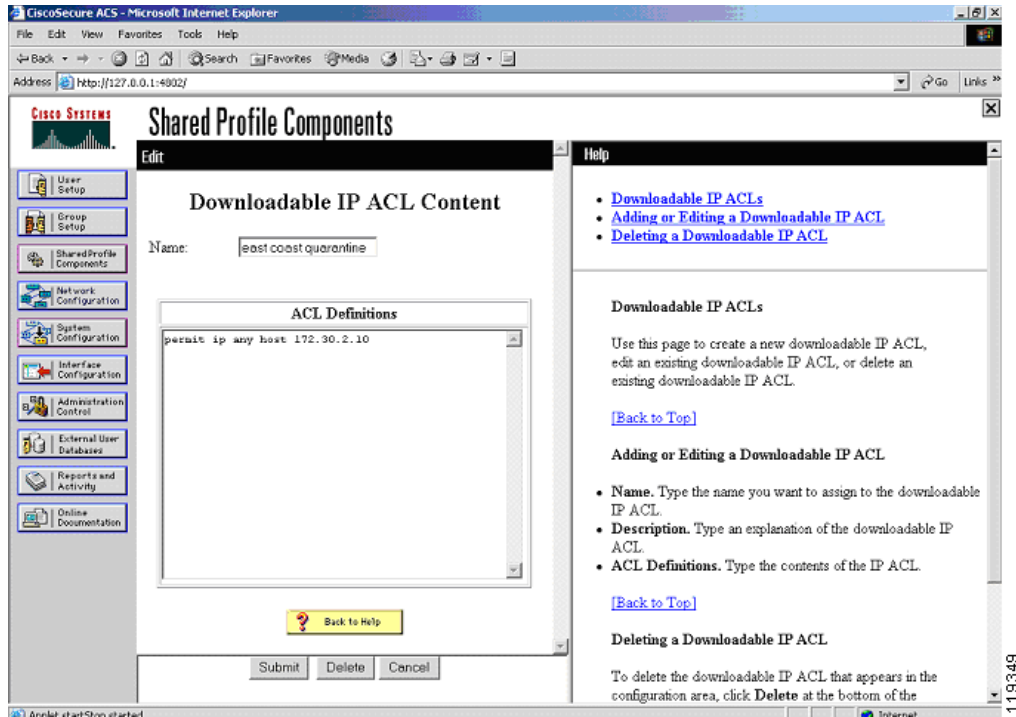 CiscoSecure ACS - Microsoft Internet Explorer
File Edit View Favorites Tools Help
Back Search Favorites Media
Address http://127.0.0.1:4802/ Go Links »
CISCO SYSTEMS
Shared Profile Components
User
Setup
Group
Setup
Shared Profile
Components
Network
Configuration
System
Configuration
Interface
Configuration
Administration
Control
External User
Databases
Reports and
Activity
Online
Documentation
Edit
Downloadable IP ACL Content
Name: east coast quarantine
ACL Definitions
permit ip any host 172.30.2.10
? Back to Help
Submit Delete Cancel
Help
• Downloadable IP ACLs
• Adding or Editing a Downloadable IP ACL
• Deleting a Downloadable IP ACL
Downloadable IP ACLs
Use this page to create a new downloadable IP ACL,
edit an existing downloadable IP ACL, or delete an
existing downloadable IP ACL.
[Back to Top]
Adding or Editing a Downloadable IP ACL
• Name. Type the name you want to assign to the downloadable
IP ACL.
• Description. Type an explanation of the downloadable IP
ACL.
• ACL Definitions. Type the contents of the IP ACL.
[Back to Top]
Deleting a Downloadable IP ACL
To delete the downloadable IP ACL that appears in the
configuration area, click Delete at the bottom of the
Applet startStop started
Internet
119349